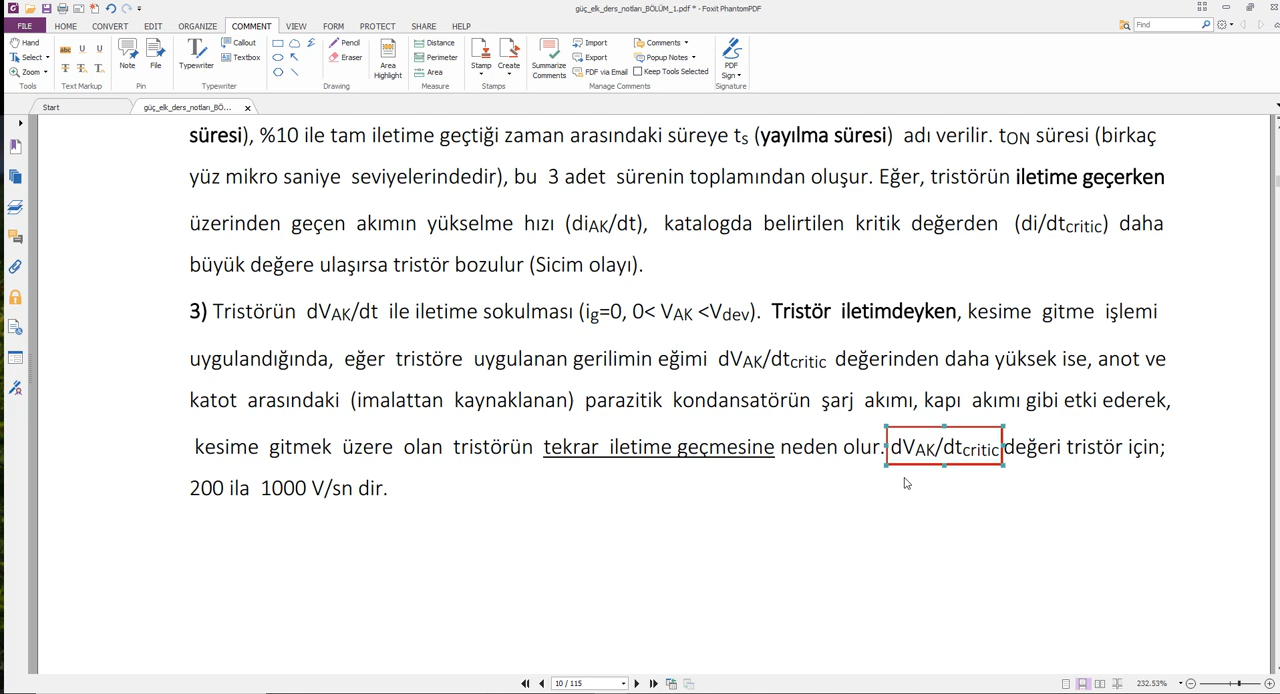 güç_elk_ders_notları_BÖLÜM_1.pdf * - Foxit PhantomPDF
FILE HOME CONVERT EDIT ORGANIZE COMMENT VIEW FORM PROTECT SHARE HELP
Find
Hand
Select
Zoom
Tools
Text Markup
Note
File
Pin
Typewriter
Callout
Textbox
Typewriter
Pencil
Eraser
Drawing
Area Highlight
Distance
Perimeter
Area
Measure
Stamp
Create
Stamps
Summarize Comments
Import
Export
FDF via Email
Comments
Popup Notes
Keep Tools Selected
Manage Comments
PDF Sign
Signature
Start
güç_elk_ders_notları_BÖ...
süresi), %10 ile tam iletime geçtiği zaman arasındaki süreye ts (yayılma süresi) adı verilir. tON süresi (birkaç
yüz mikro saniye seviyelerindedir), bu 3 adet sürenin toplamından oluşur. Eğer, tristörün iletime geçerken
üzerinden geçen akımın yükselme hızı (diAK/dt), katalogda belirtilen kritik değerden (di/dtcritic) daha
büyük değere ulaşırsa tristör bozulur (Sicim olayı).
3) Tristörün dVAK/dt ile iletime sokulması (ig=0, 0< VAK <Vdev). Tristör iletimdeyken, kesime gitme işlemi
uygulandığında, eğer tristöre uygulanan gerilimin eğimi dVAK/dtcritic değerinden daha yüksek ise, anot ve
katot arasındaki (imalattan kaynaklanan) parazitik kondansatörün şarj akımı, kapı akımı gibi etki ederek,
kesime gitmek üzere olan tristörün tekrar iletime geçmesine neden olur. dVAK/dtcritic değeri tristör için;
200 ila 1000 V/sn dir.
10 / 115
232.53%